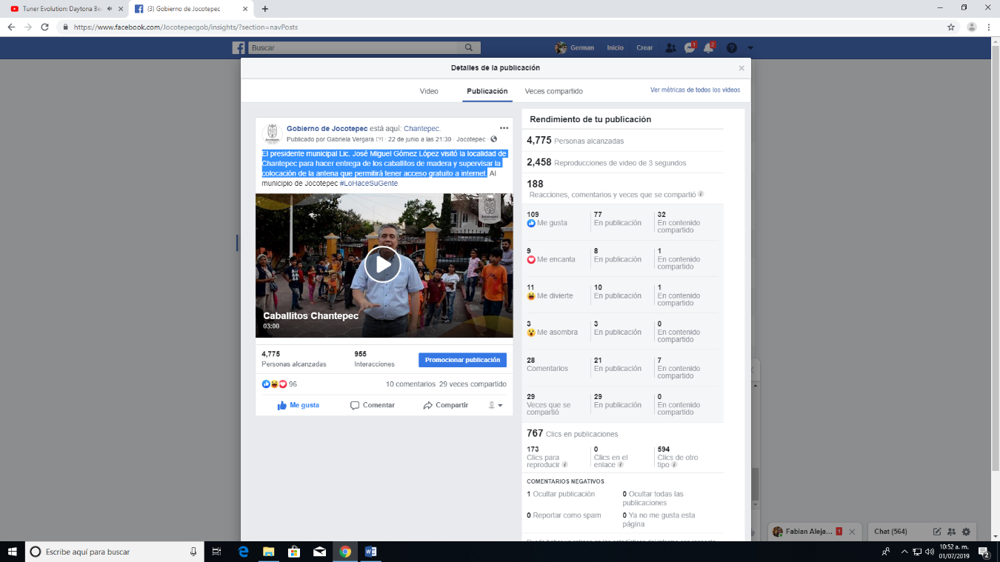 Tuner Evolution: Daytona Be
(3) Gobierno de Jocotepec
https://www.facebook.com/Jocotepecgob/insights/?section=navPosts
Buscar
German
Inicio
Crear
1
2
Detalles de la publicación
Video
Publicación
Veces compartido
Ver métricas de todos los videos
Gobierno de Jocotepec está aquí: Chantepec.
Publicado por Gabriela Vergara [?] · 22 de junio a las 21:30 · Jocotepec ·
El presidente municipal Lic. José Miguel Gómez López visitó la localidad de
Chantepec para hacer entrega de los caballitos de madera y supervisar la
colocación de la antena que permitirá tener acceso gratuito a internet. Al
municipio de Jocotepec #LoHaceSuGente
Jocotepec
Caballitos Chantepec
03:00
4,775
Personas alcanzadas
955
Interacciones
Promocionar publicación
96
10 comentarios 29 veces compartido
Me gusta
Comentar
Compartir
Rendimiento de tu publicación
4,775 Personas alcanzadas
2,458 Reproducciones de video de 3 segundos
188
Reacciones, comentarios y veces que se compartió
109
Me gusta
77
En publicación
32
En contenido
compartido
9
Me encanta
8
En publicación
1
En contenido
compartido
11
Me divierte
10
En publicación
1
En contenido
compartido
3
Me asombra
3
En publicación
0
En contenido
compartido
28
Comentarios
21
En publicación
7
En contenido
compartido
29
Veces que se
compartió
29
En publicación
0
En contenido
compartido
767 Clics en publicaciones
173
Clics para
reproducir
0
Clics en el
enlace
594
Clics de otro
tipo
COMENTARIOS NEGATIVOS
1 Ocultar publicación
0 Ocultar todas las
publicaciones
0 Reportar como spam
0 Ya no me gusta esta
página
Fabian Aleja...
1
Chat (564)
Escribe aquí para buscar
10:52 a. m.
01/07/2019
2